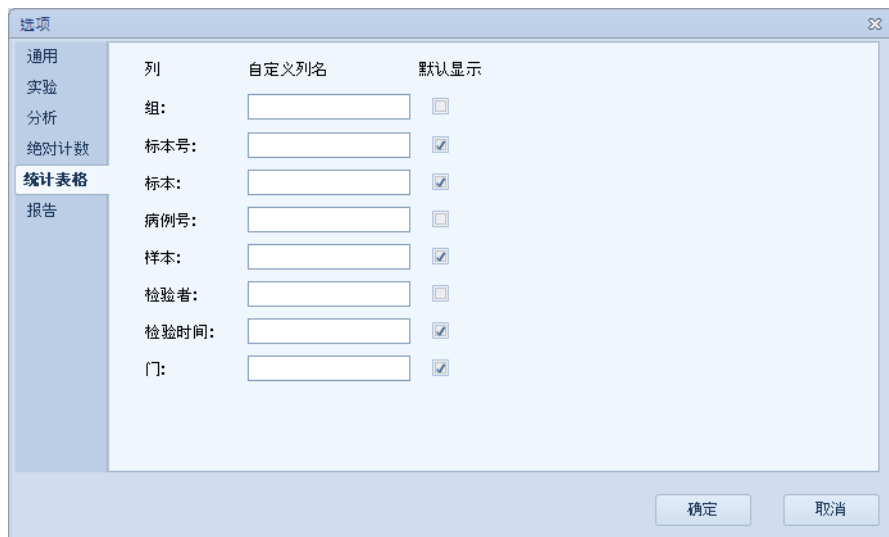 选项
通用
实验
分析
绝对计数
统计表格
报告
列 自定义列名 默认显示
组:
标本号:
标本:
病例号:
样本:
检验者:
检验时间:
门:
确定 取消